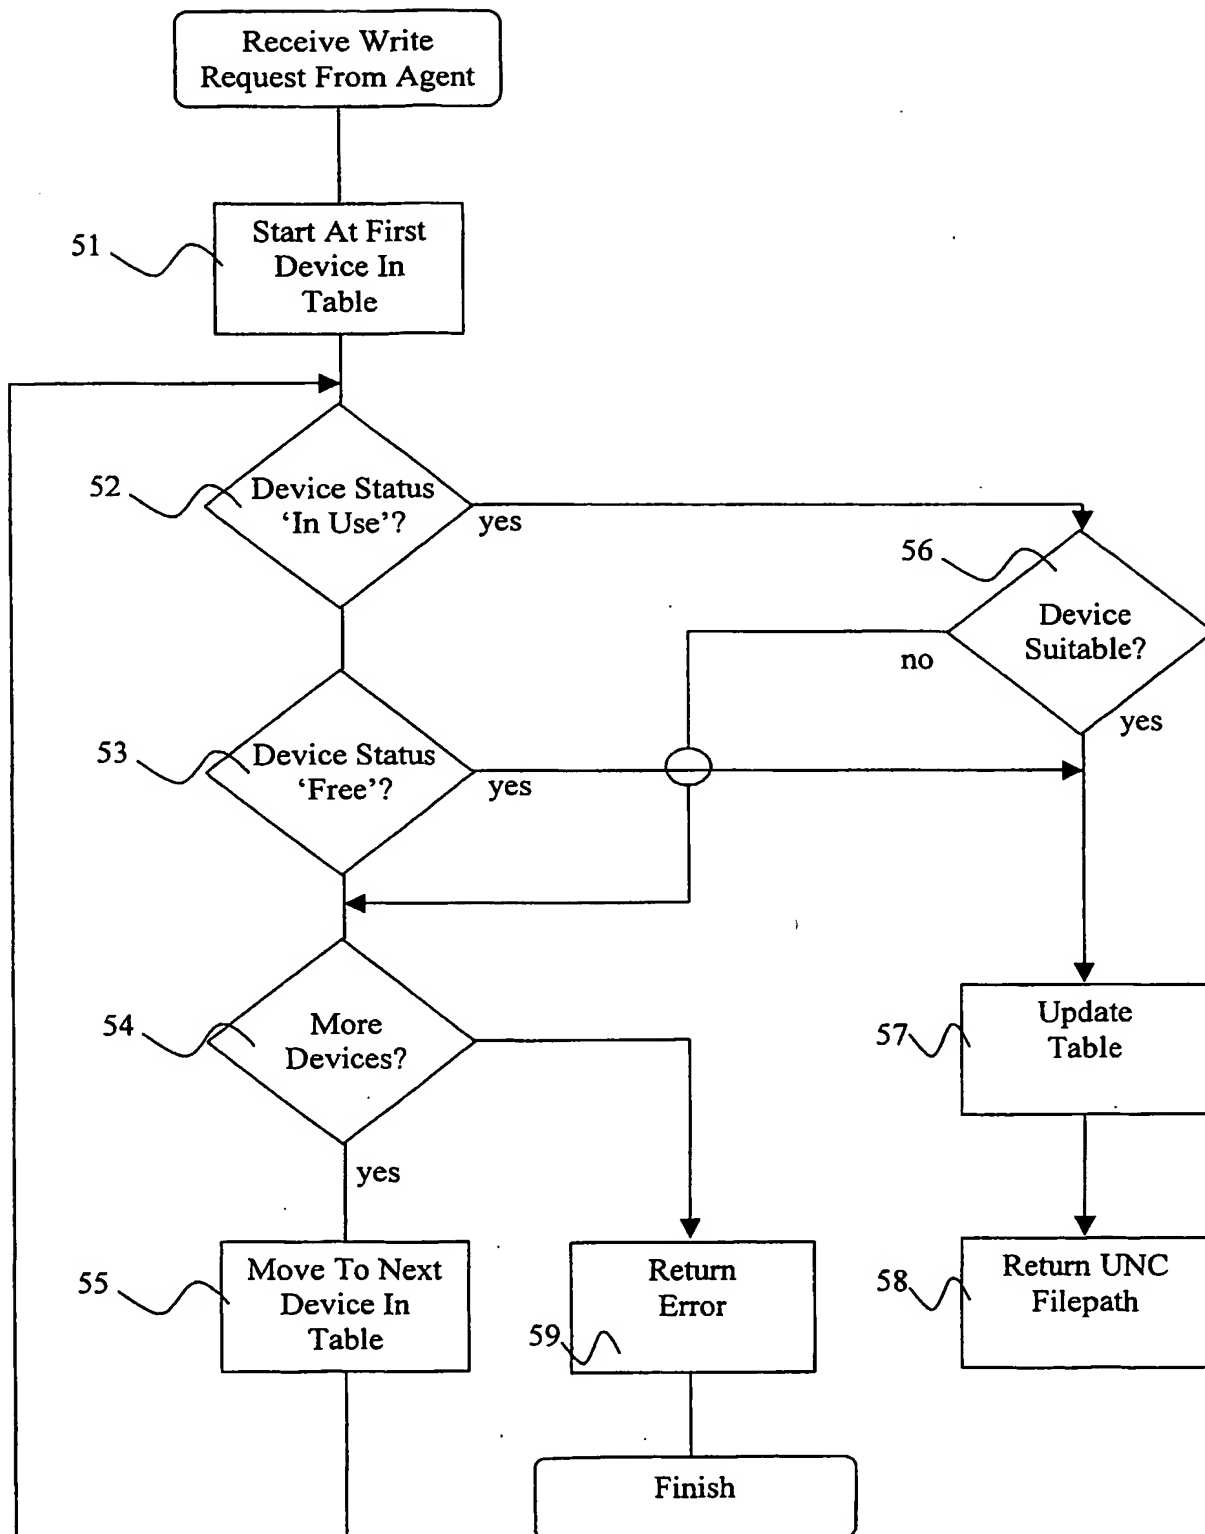 Receive Write
Request From Agent
51
Start At First
Device In
Table
52
Device Status
‘In Use’?
yes
56
Device
Suitable?
no
yes
53
Device Status
‘Free’?
yes
54
More
Devices?
yes
57
Update
Table
55
Move To Next
Device In
Table
59
Return
Error
58
Return UNC
Filepath
Finish